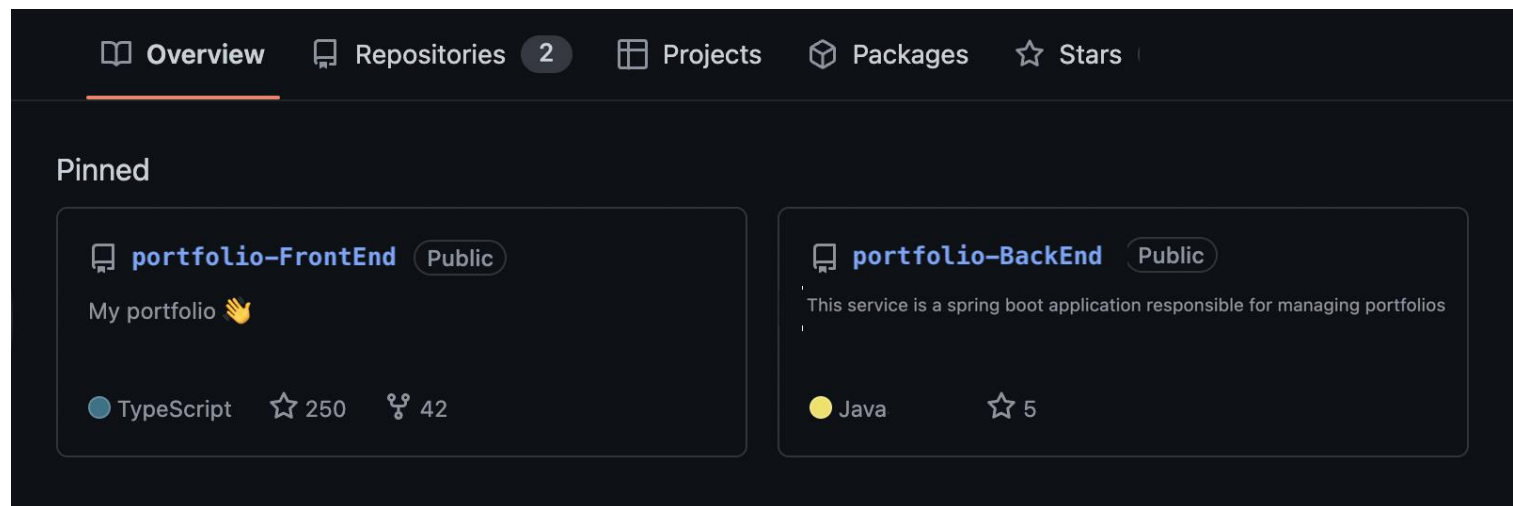 Overview Repositories 2 Projects Packages Stars
Pinned
portfolio-FrontEnd Public
My portfolio 👋
TypeScript 250 42
portfolio-BackEnd Public
This service is a spring boot application responsible for managing portfolios
Java 5